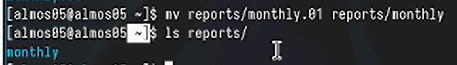 [almos05@almos05 ~]$ mv reports/monthly.01 reports/monthly
[almos05@almos05 ~]$ ls reports/
monthly